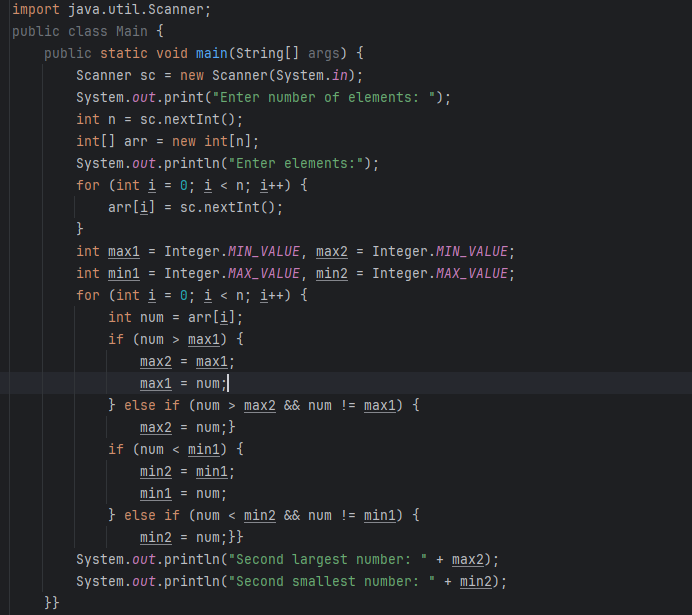 import java.util.Scanner;
public class Main {
    public static void main(String[] args) {
        Scanner sc = new Scanner(System.in);
        System.out.print("Enter number of elements: ");
        int n = sc.nextInt();
        int[] arr = new int[n];
        System.out.println("Enter elements:");
        for (int i = 0; i < n; i++) {
            arr[i] = sc.nextInt();
        }
        int max1 = Integer.MIN_VALUE, max2 = Integer.MIN_VALUE;
        int min1 = Integer.MAX_VALUE, min2 = Integer.MAX_VALUE;
        for (int i = 0; i < n; i++) {
            int num = arr[i];
            if (num > max1) {
                max2 = max1;
                max1 = num;
            } else if (num > max2 && num != max1) {
                max2 = num;}
            if (num < min1) {
                min2 = min1;
                min1 = num;
            } else if (num < min2 && num != min1) {
                min2 = num;}}
        System.out.println("Second largest number: " + max2);
        System.out.println("Second smallest number: " + min2);
    }}